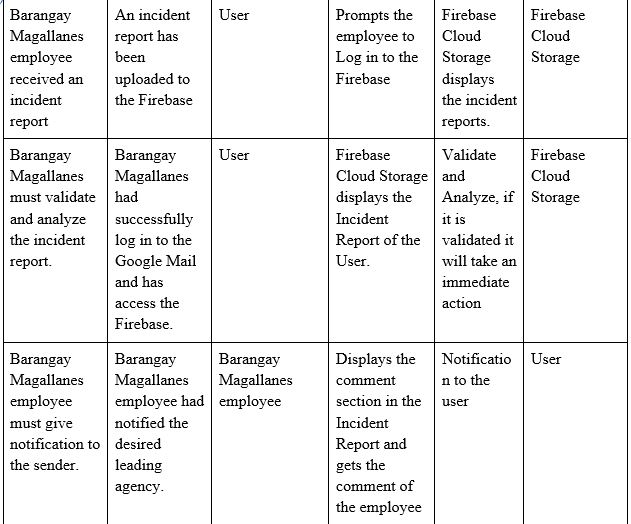 Barangay
Magallanes
employee
received an
incident
report
An incident
report has
been
uploaded to
the Firebase
User
Prompts the
employee to
Log in to the
Firebase
Firebase
Cloud
Storage
displays
the incident
reports.
Firebase
Cloud
Storage
Barangay
Magallanes
must validate
and analyze
the incident
report.
Barangay
Magallanes
had
successfully
log in to the
Google Mail
and has
access the
Firebase.
User
Firebase
Cloud Storage
displays the
Incident
Report of the
User.
Validate
and
Analyze, if
it is
validated it
will take an
immediate
action
Firebase
Cloud
Storage
Barangay
Magallanes
employee
must give
notification to
the sender.
Barangay
Magallanes
employee had
notified the
desired
leading
agency.
Barangay
Magallanes
employee
Displays the
comment
section in the
Incident
Report and
gets the
comment of
the employee
Notificatio
n to the
user
User